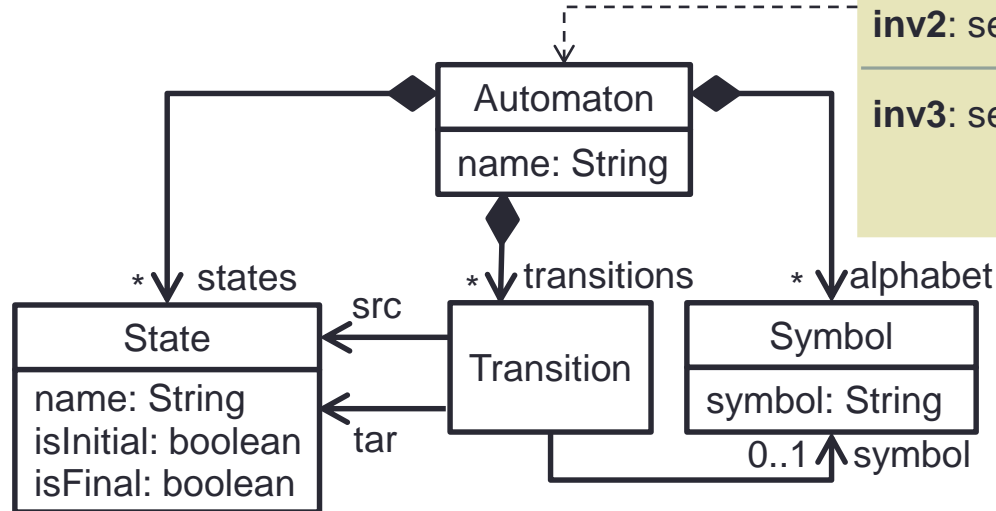 inv2: se
inv3: se
Automaton
name: String
* states
* transitions
* alphabet
State
name: String
isInitial: boolean
isFinal: boolean
src
tar
Transition
Symbol
symbol: String
0..1 symbol